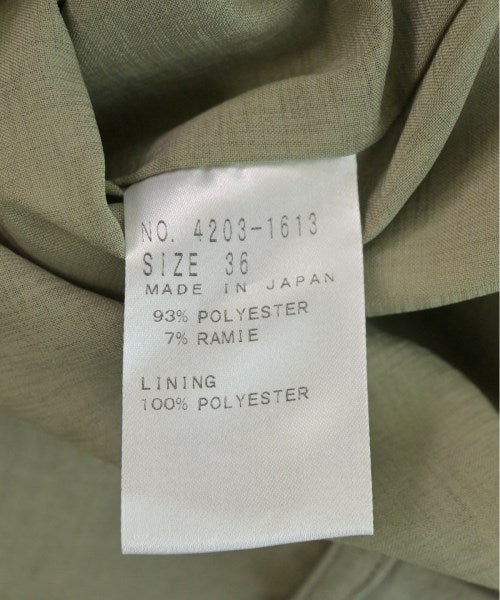 NO. 4203-1613
SIZE 36
MADE IN JAPAN
93% POLYESTER
7% RAMIE
LINING
100% POLYESTER